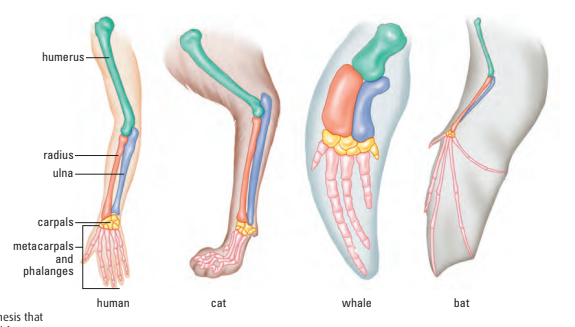 humerus
radius
ulna
carpals
metacarpals
and
phalanges
human cat whale bat
nesis that